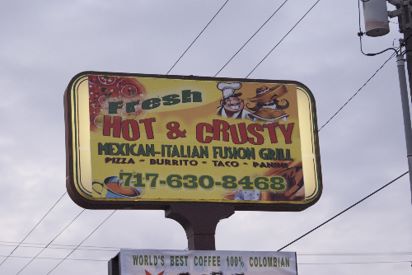 Fresh
HOT & CRUSTY
MEXICAN-ITALIAN FUSION GRILL
PIZZA - BURRITO - TACO - PANINI
717-630-8468
WORLD'S BEST COFFEE 100% COLOMBIAN